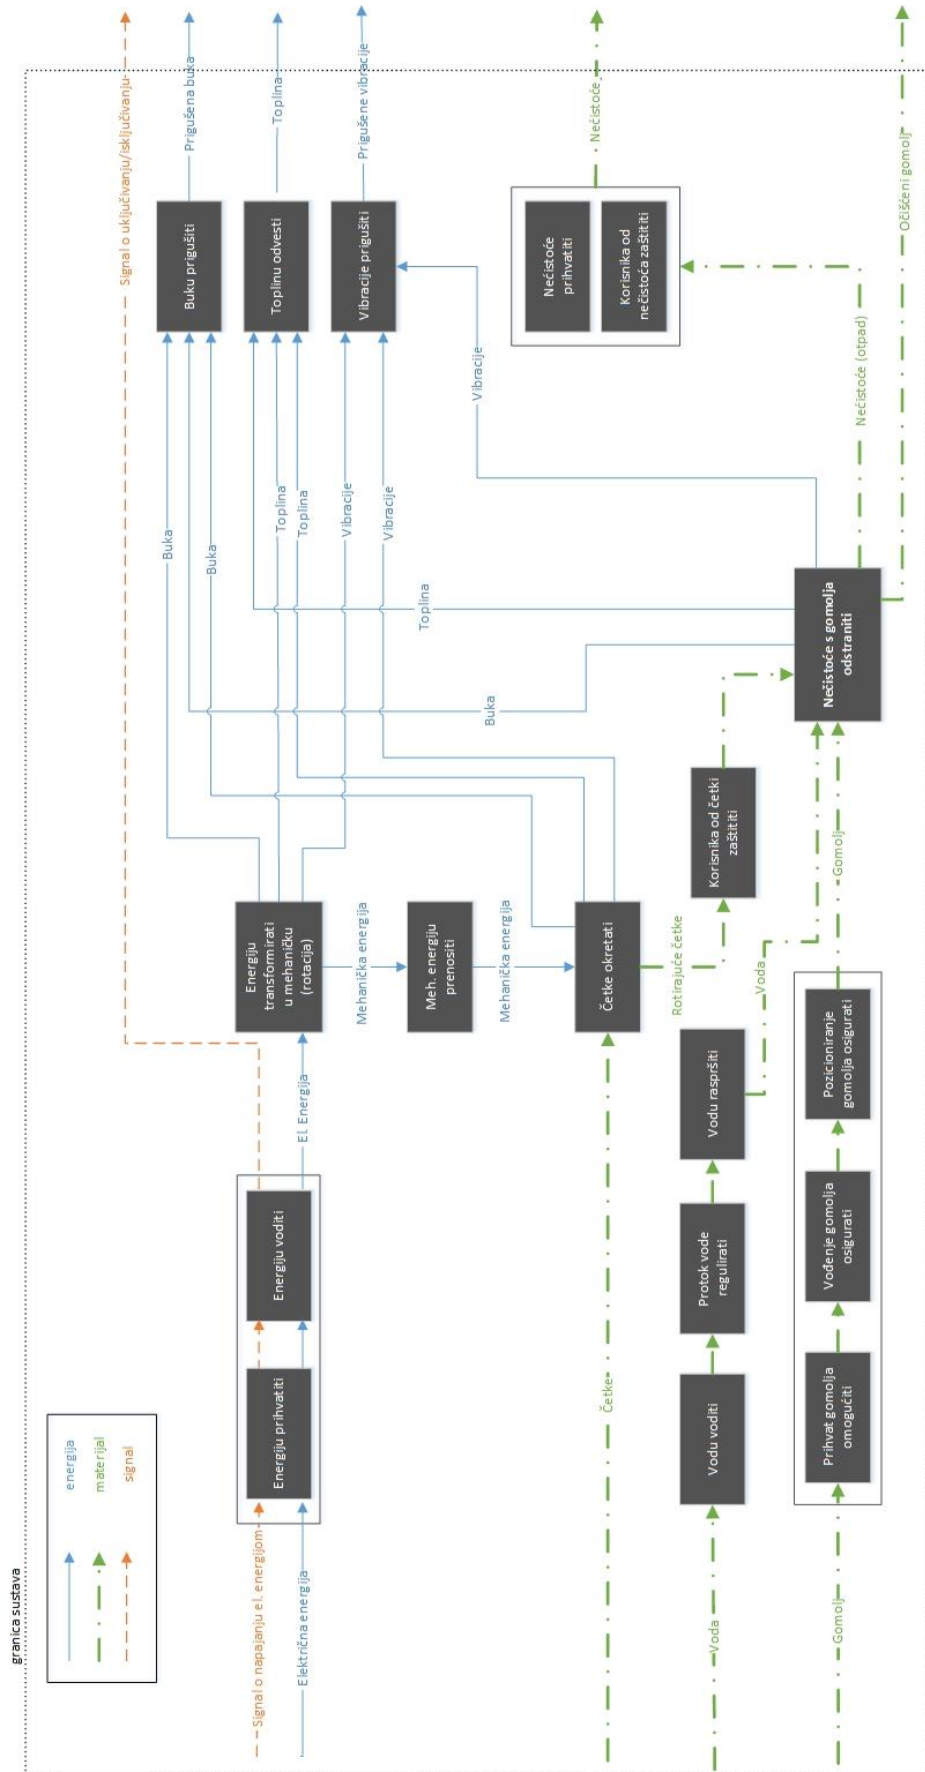 granica sustava
energija
materijal
signal
Signal o napajanju el. energijom
Električna energija
Energiju prihvatiti
Energiju voditi
El. Energija
Signal o uključivanju/isključivanju
Energiju
transformirati
u mehaničku
(rotacija)
Mehanička energija
Meh. energiju
prenositi
Mehanička energija
Četke
Četke okretati
Rotirajuće četke
Korisnika od četki
zaštititi
Voda
Vodu voditi
Protok vode
regulirati
Vodu raspršiti
Voda
Gomolj
Prihvat gomolja
omogućiti
Vođenje gomolja
osigurati
Pozicioniranje
gomolja osigurati
Gomolj
Nečistoće s gomolja
odstraniti
Buka
Buka
Buka
Toplina
Toplina
Toplina
Vibracije
Vibracije
Vibracije
Buku prigušiti
Toplinu odvesti
Vibracije prigušiti
Prigušena buka
Toplina
Prigušene vibracije
Nečistoće (otpad)
Nečistoće
prihvatiti
Korisnika od
nečistoća zaštititi
Nečistoće
Očišćeni gomolj